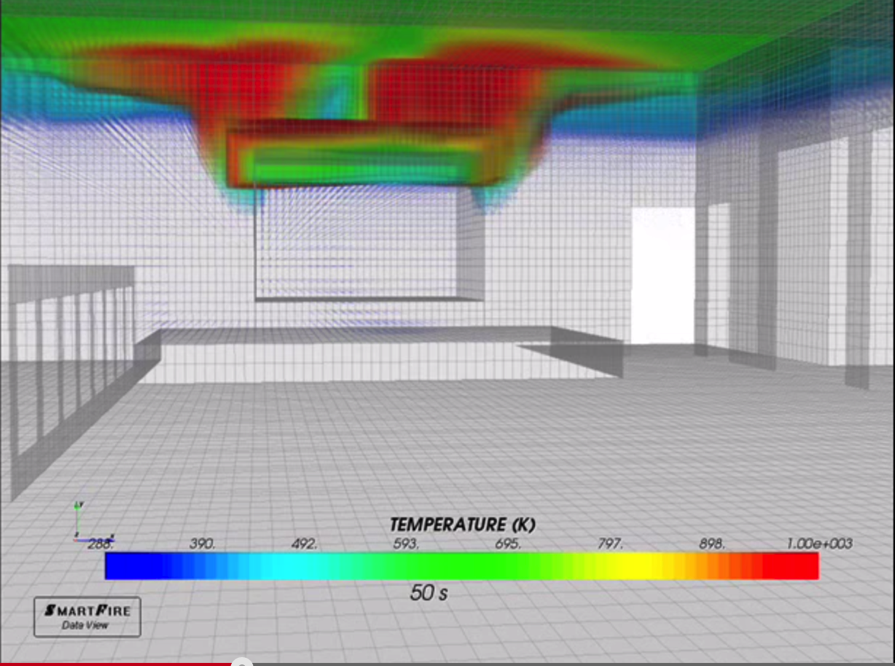 TEMPERATURE (K)
288. 390. 492. 593. 695. 797. 898. 1.00e+003
50 s
SMARTFIRE
Data View